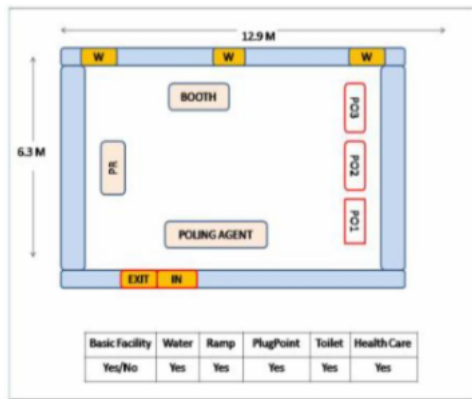 12.9 M
W W W
BOOTH
PO3
6.3 M
PR
PO2
PO1
POLING AGENT
EXIT IN
Basic Facility Water Ramp PlugPoint Toilet Health Care
Yes/No Yes Yes Yes Yes Yes